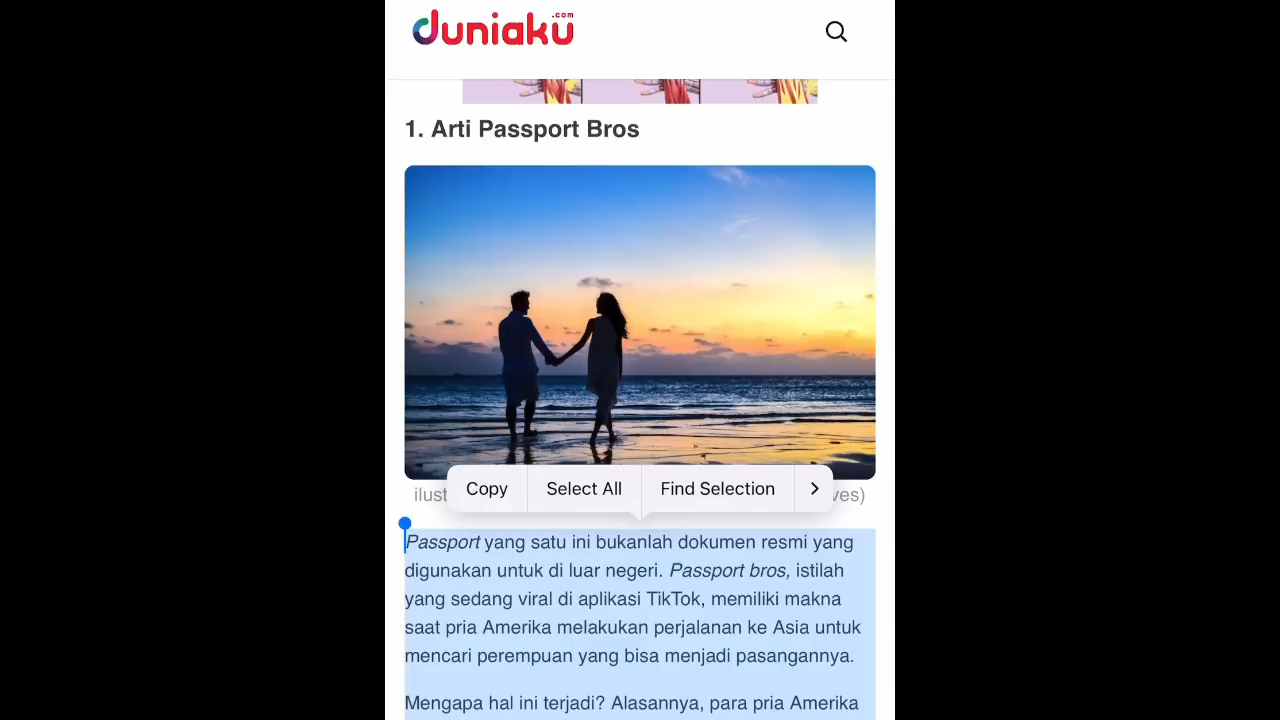 duniaku
.com
1. Arti Passport Bros
Copy
Select All
Find Selection
ilust
ves)
Passport yang satu ini bukanlah dokumen resmi yang
digunakan untuk di luar negeri. Passport bros, istilah
yang sedang viral di aplikasi TikTok, memiliki makna
saat pria Amerika melakukan perjalanan ke Asia untuk
mencari perempuan yang bisa menjadi pasangannya.
Mengapa hal ini terjadi? Alasannya, para pria Amerika